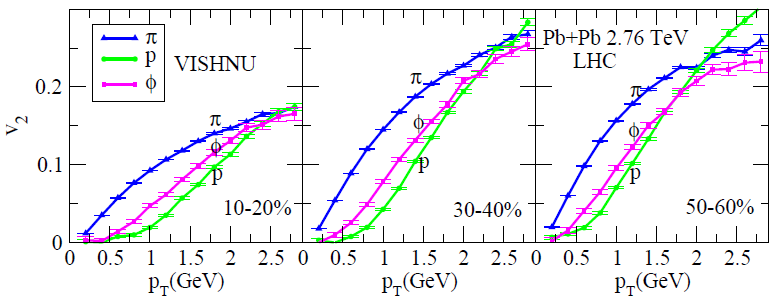 π
p
φ
VISHNU
π
φ
p
10-20%
π
φ
p
30-40%
Pb+Pb 2.76 TeV
LHC
φ
p
50-60%
v2
0.2
0.1
0
0 0.5 1 1.5 2 2.5
0 0.5 1 1.5 2 2.5
0 0.5 1 1.5 2 2.5
pT(GeV)
pT(GeV)
pT(GeV)
π